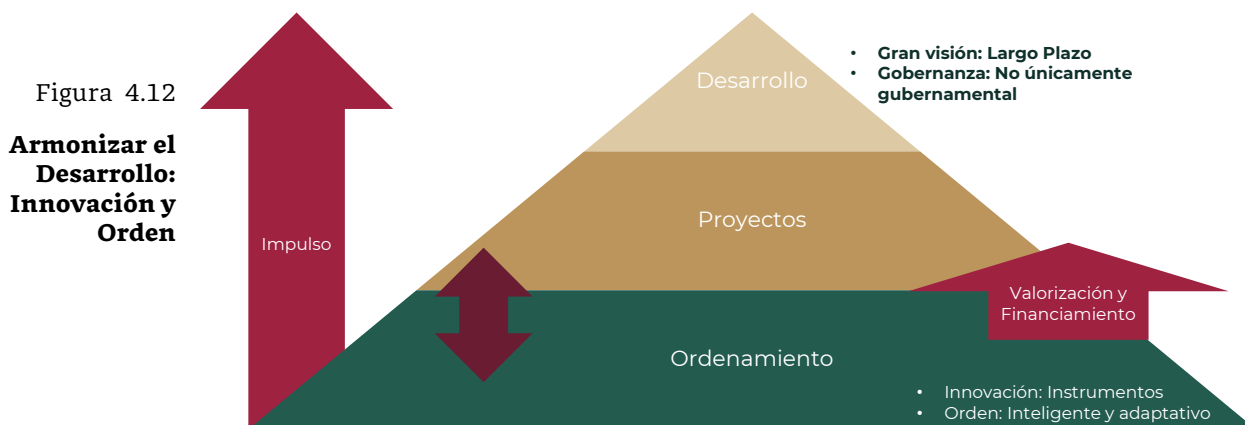 Figura 4.12
Armonizar el
Desarrollo:
Innovación y
Orden
Impulso
Desarrollo
• Gran visión: Largo Plazo
• Gobernanza: No únicamente
gubernamental
Proyectos
Valorización y
Financiamiento
Ordenamiento
• Innovación: Instrumentos
• Orden: Inteligente y adaptativo